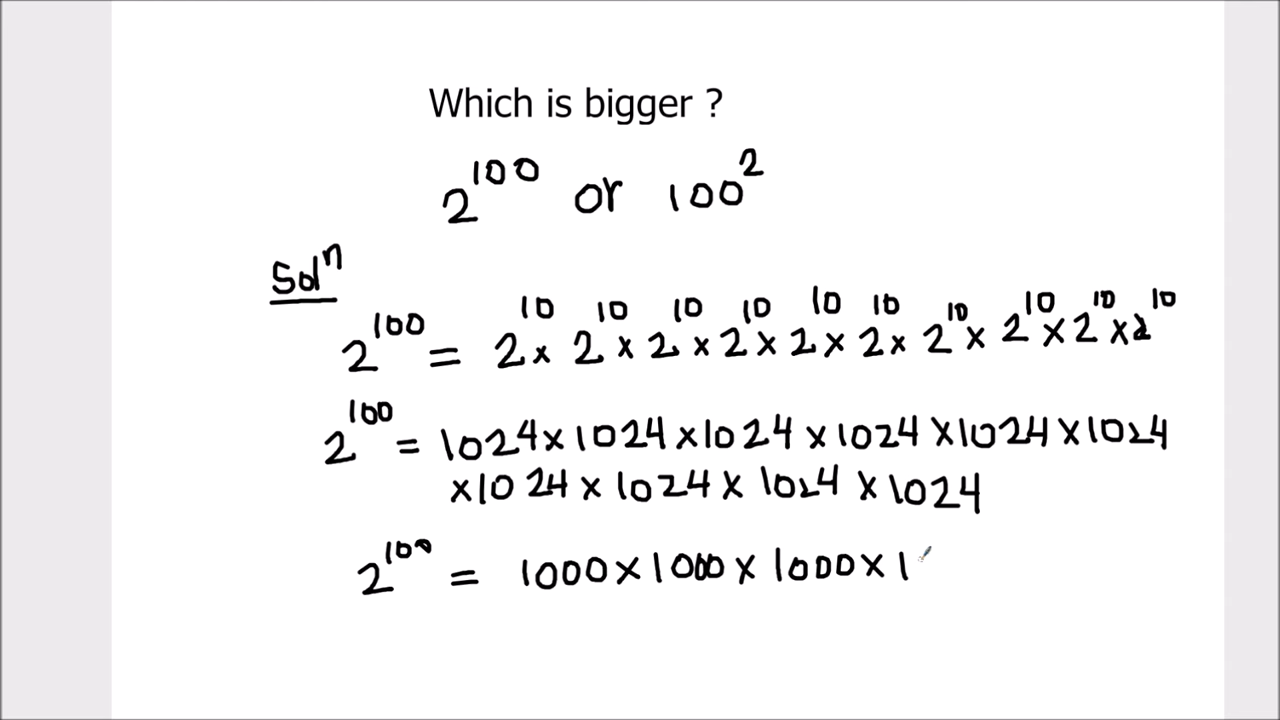 Which is bigger ?
2^100 or 100^2
Solⁿ
2^100 = 2^10 × 2^10 × 2^10 × 2^10 × 2^10 × 2^10 × 2^10 × 2^10 × 2^10 × 2^10
2^100 = 1024 × 1024 × 1024 × 1024 × 1024 × 1024
× 1024 × 1024 × 1024 × 1024
2^100 = 1000 × 1000 × 1000 × 1